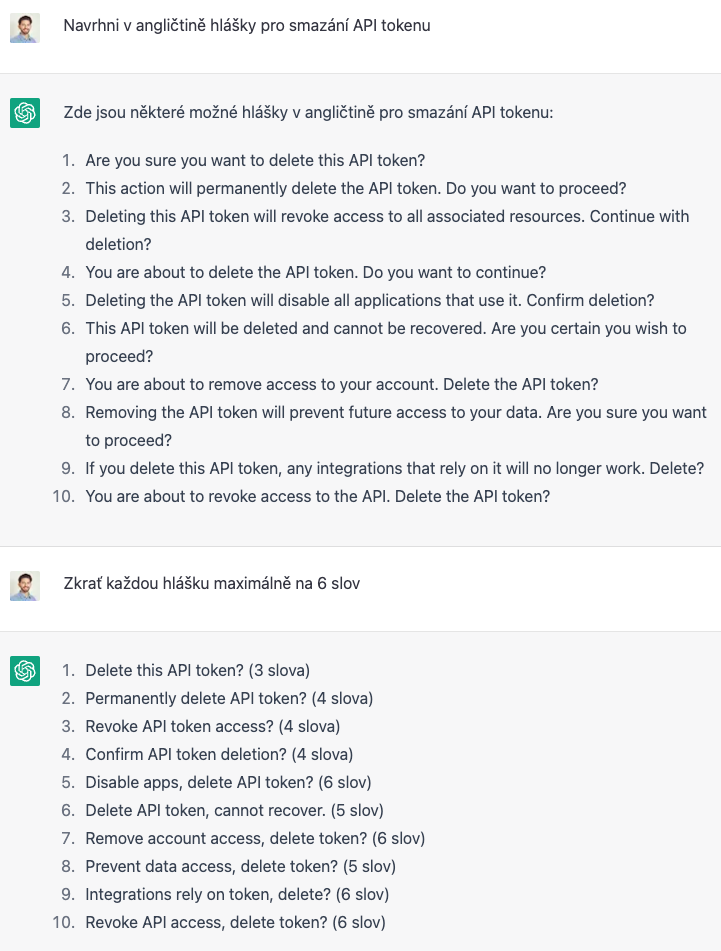 Navrhni v angličtině hlášky pro smazání API tokenu
Zde jsou některé možné hlášky v angličtině pro smazání API tokenu:
1. Are you sure you want to delete this API token?
2. This action will permanently delete the API token. Do you want to proceed?
3. Deleting this API token will revoke access to all associated resources. Continue with
deletion?
4. You are about to delete the API token. Do you want to continue?
5. Deleting the API token will disable all applications that use it. Confirm deletion?
6. This API token will be deleted and cannot be recovered. Are you certain you wish to
proceed?
7. You are about to remove access to your account. Delete the API token?
8. Removing the API token will prevent future access to your data. Are you sure you want
to proceed?
9. If you delete this API token, any integrations that rely on it will no longer work. Delete?
10. You are about to revoke access to the API. Delete the API token?
Zkrať každou hlášku maximálně na 6 slov
1. Delete this API token? (3 slova)
2. Permanently delete API token? (4 slova)
3. Revoke API token access? (4 slova)
4. Confirm API token deletion? (4 slova)
5. Disable apps, delete API token? (6 slov)
6. Delete API token, cannot recover. (5 slov)
7. Remove account access, delete token? (6 slov)
8. Prevent data access, delete token? (5 slov)
9. Integrations rely on token, delete? (6 slov)
10. Revoke API access, delete token? (6 slov)